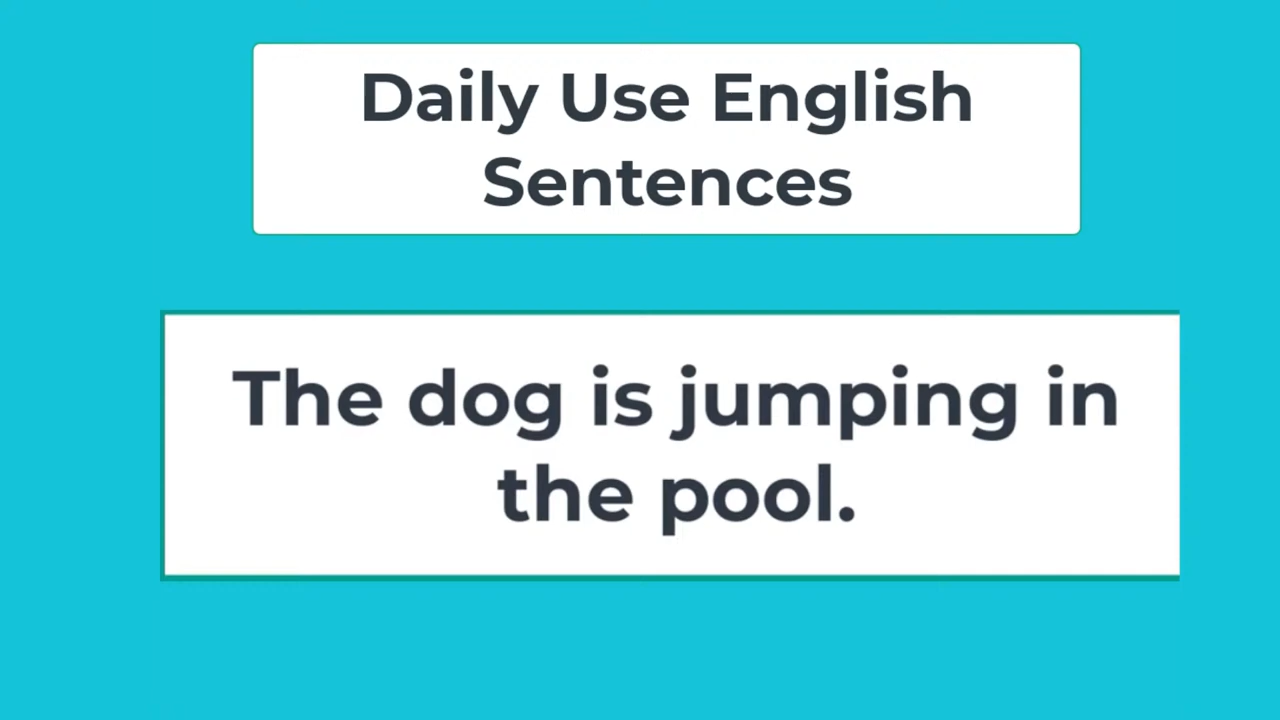 Daily Use English
Sentences
The dog is jumping in
the pool.